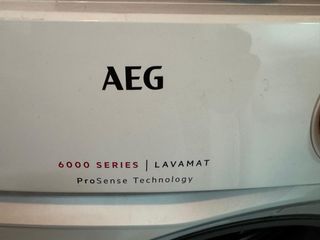 AEG
6000 SERIES | LAVAMAT
ProSense Technology